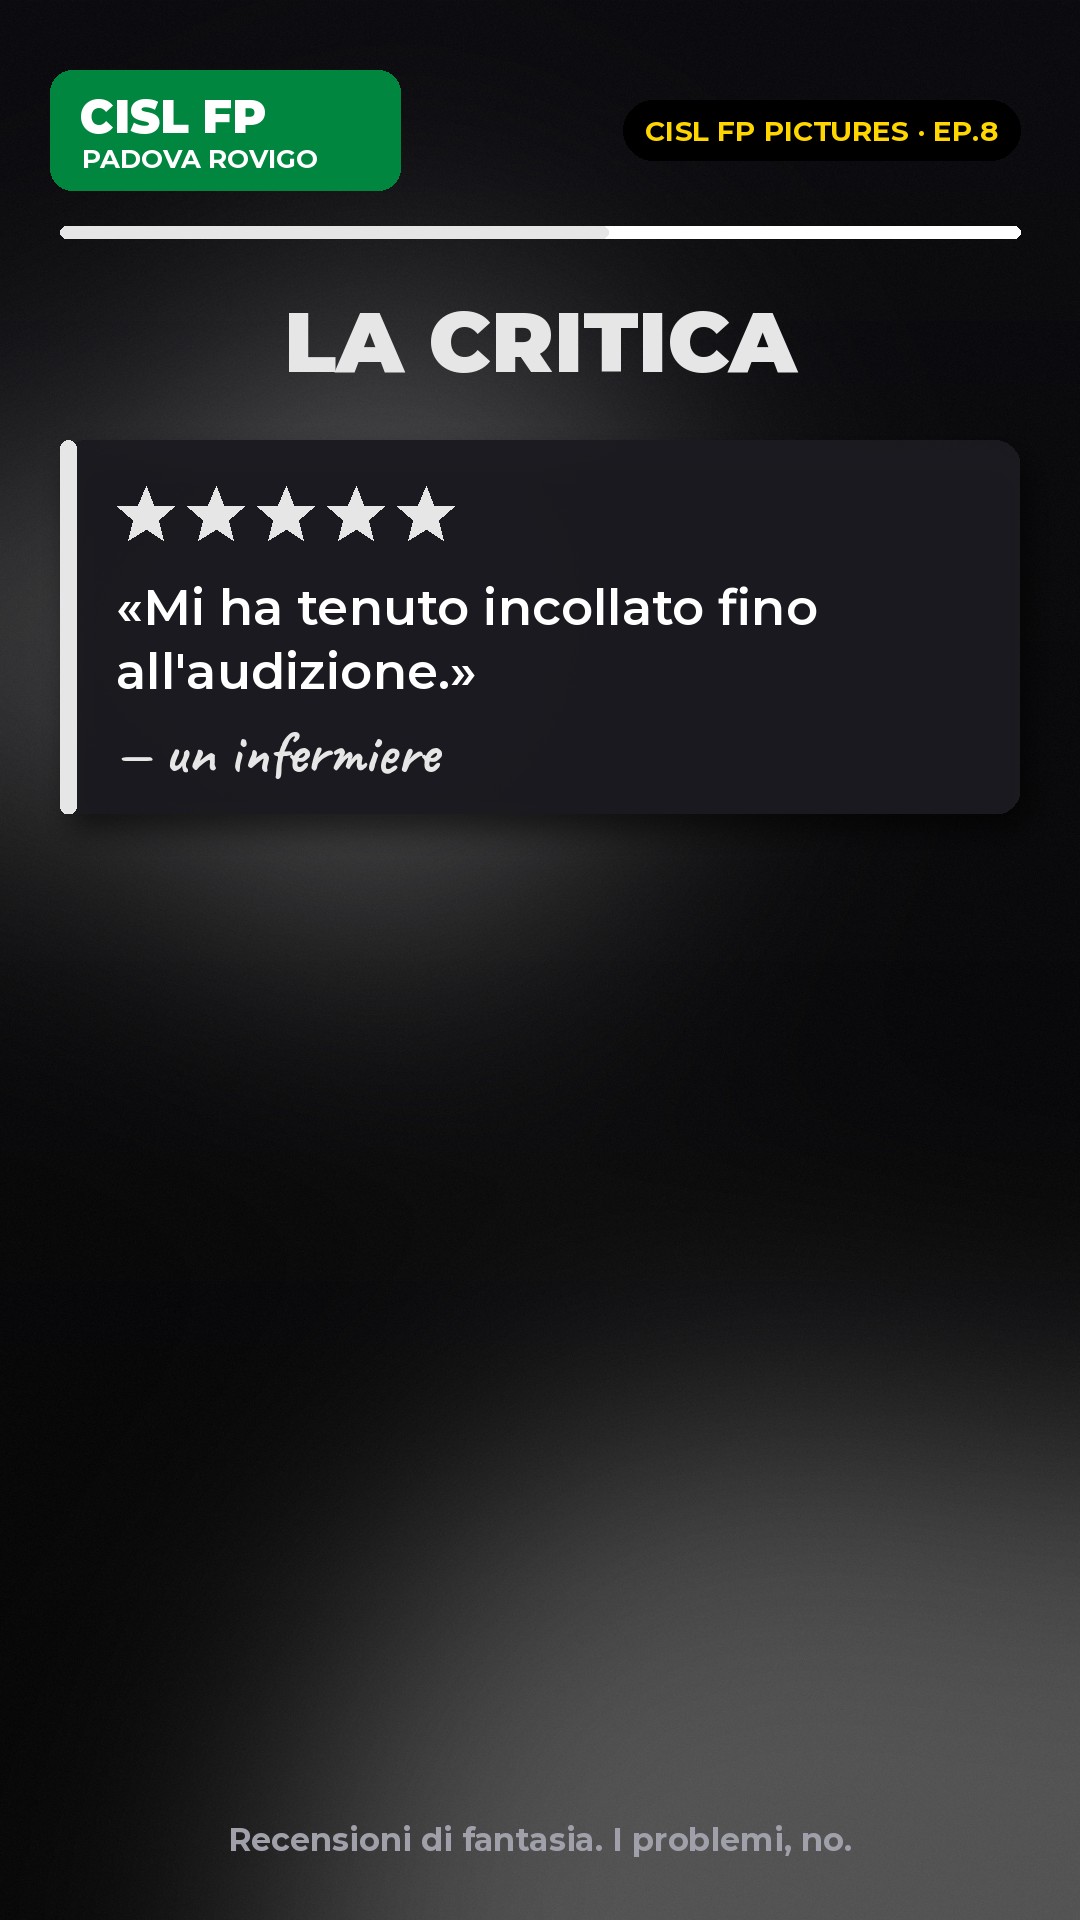 CISL FP
PADOVA ROVIGO
CISL FP PICTURES · EP.8
LA CRITICA
«Mi ha tenuto incollato fino
all'audizione.»
– un infermiere
Recensioni di fantasia. I problemi, no.